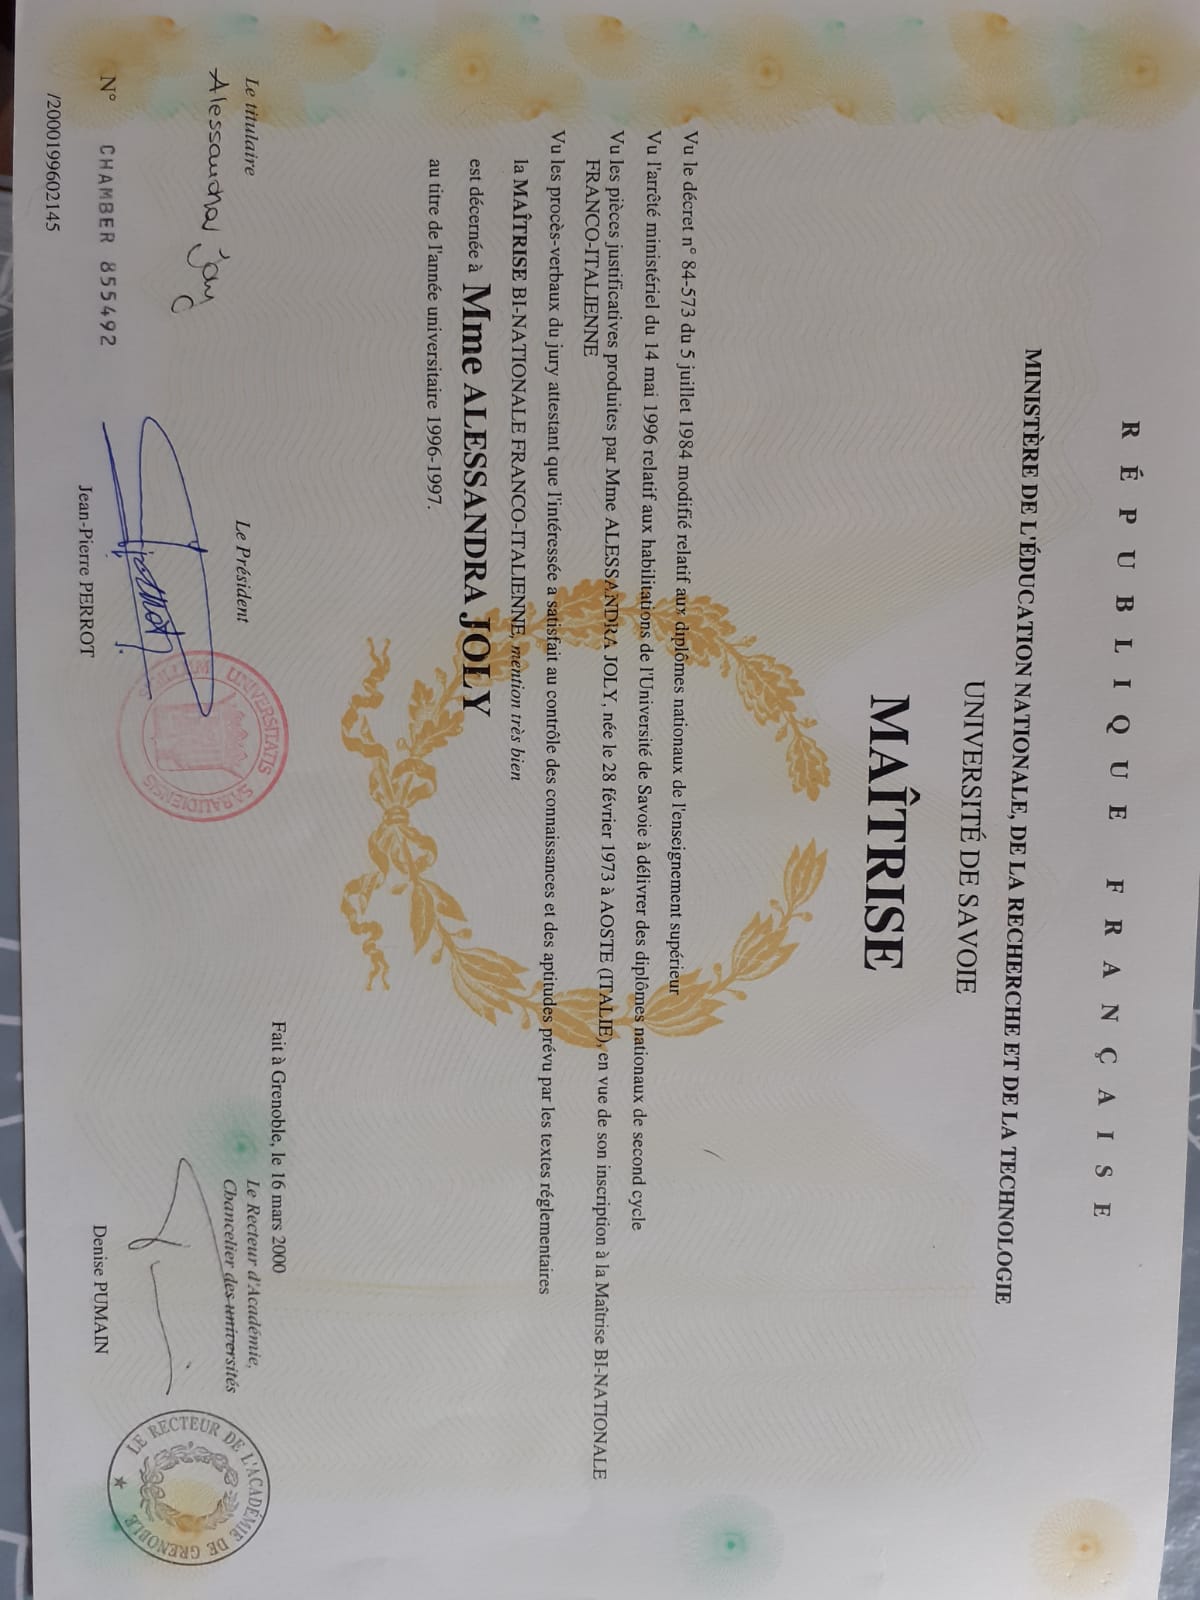 RÉPUBLIQUE FRANÇAISE
MINISTÈRE DE L'ÉDUCATION NATIONALE, DE LA RECHERCHE ET DE LA TECHNOLOGIE
UNIVERSITÉ DE SAVOIE
MAÎTRISE
Vu le décret n° 84-573 du 5 juillet 1984 modifié relatif aux diplômes nationaux de l'enseignement supérieur
Vu l'arrêté ministériel du 14 mai 1996 relatif aux habilitations de l'Université de Savoie à délivrer des diplômes nationaux de second cycle
Vu les pièces justificatives produites par Mme ALESSANDRA JOLY, née le 28 février 1973 à AOSTE (ITALIE), en vue de son inscription à la Maîtrise BI-NATIONALE
FRANCO-ITALIENNE
Vu les procès-verbaux du jury attestant que l'intéressée a satisfait au contrôle des connaissances et des aptitudes prévu par les textes réglementaires
la MAÎTRISE BI-NATIONALE FRANCO-ITALIENNE, mention très bien
est décernée à Mme ALESSANDRA JOLY
au titre de l'année universitaire 1996-1997.
Fait à Grenoble, le 16 mars 2000
Le titulaire
Le Président
Le Recteur d'Académie,
Chancelier des universités
Alessandra Joly
UNIVERSITATIS
SABAUDIENSIS
SIGILLUM
Jean-Pierre PERROT
Denise PUMAIN
LE RECTEUR DE L'ACADÉMIE DE GRENOBLE
N° CHAMBER 855492
/2000199602145